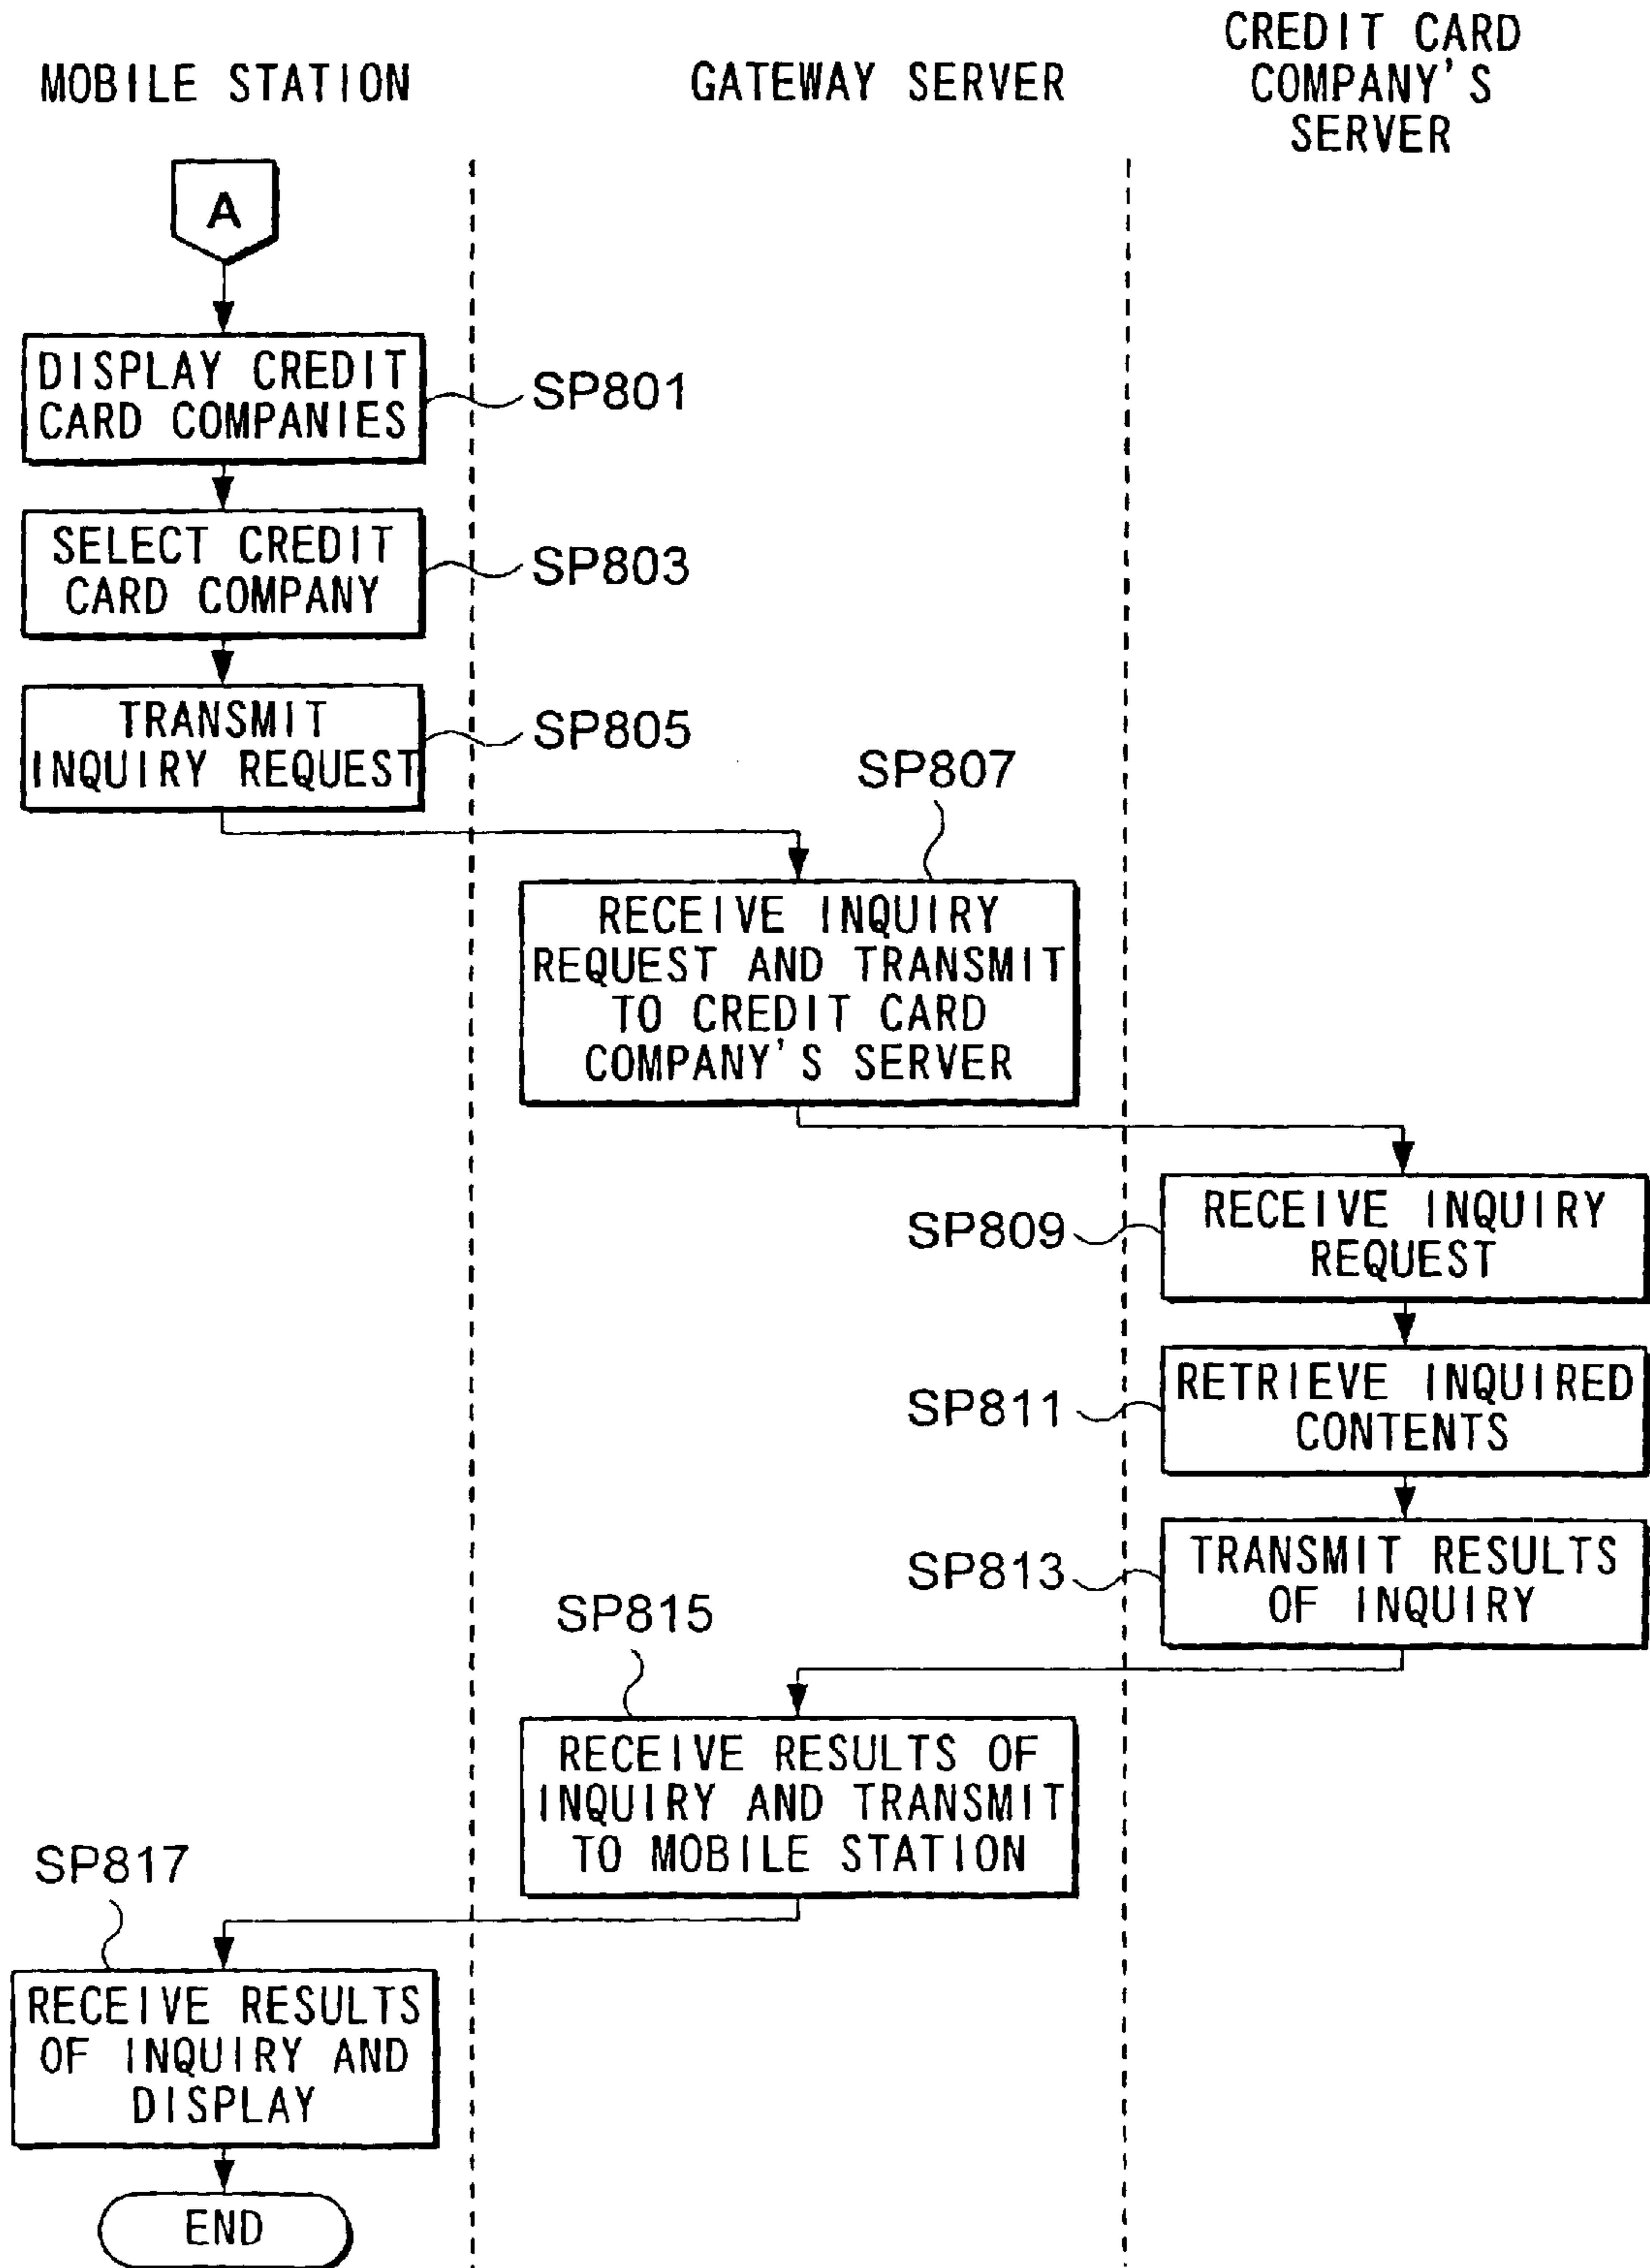 MOBILE STATION
GATEWAY SERVER
CREDIT CARD
COMPANY'S
SERVER
A
DISPLAY CREDIT
CARD COMPANIES
SP801
SELECT CREDIT
CARD COMPANY
SP803
TRANSMIT
INQUIRY REQUEST
SP805
SP807
RECEIVE INQUIRY
REQUEST AND TRANSMIT
TO CREDIT CARD
COMPANY'S SERVER
SP809
RECEIVE INQUIRY
REQUEST
SP811
RETRIEVE INQUIRED
CONTENTS
SP813
TRANSMIT RESULTS
OF INQUIRY
SP815
RECEIVE RESULTS OF
INQUIRY AND TRANSMIT
TO MOBILE STATION
SP817
RECEIVE RESULTS
OF INQUIRY AND
DISPLAY
END